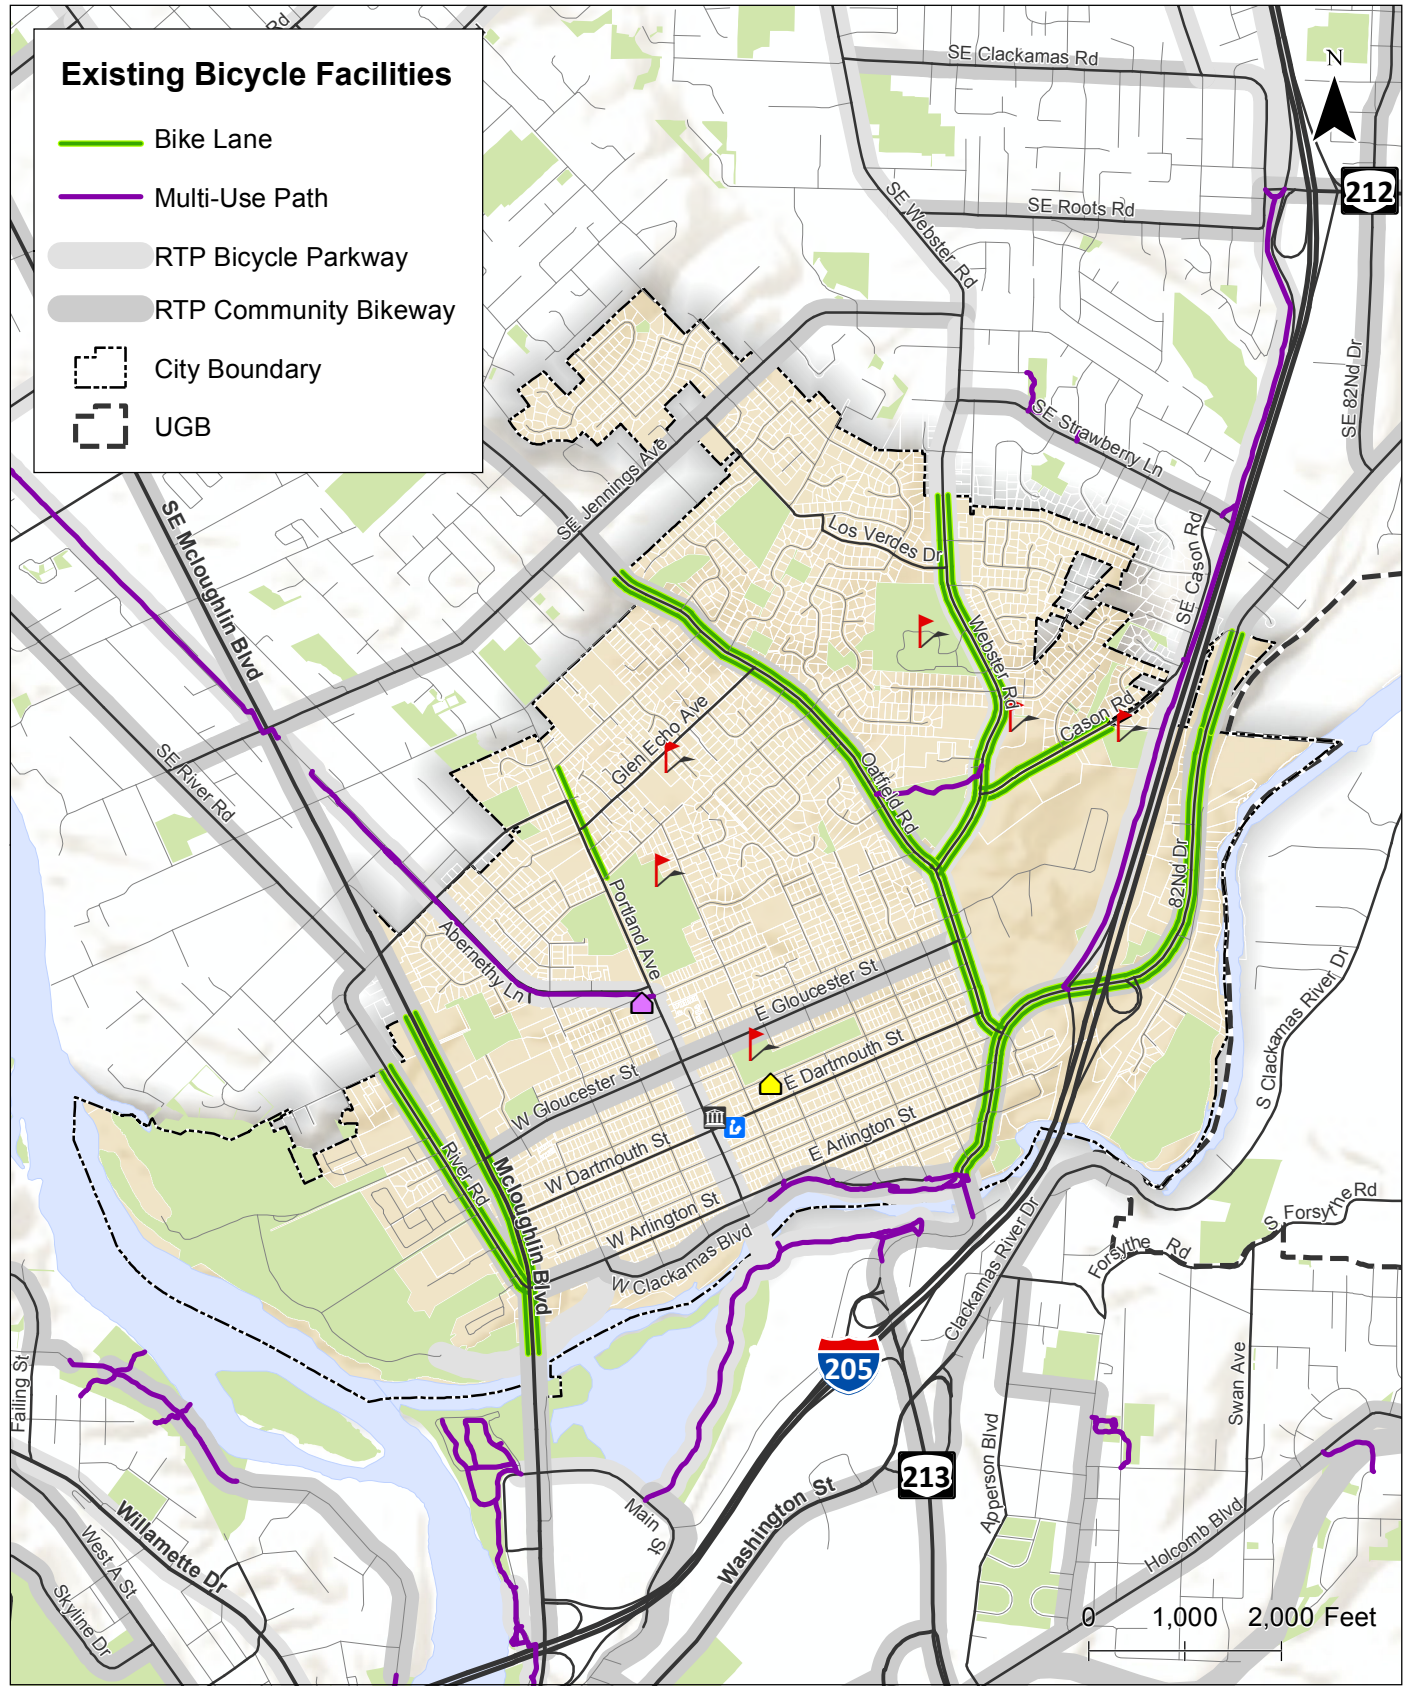 Rd
Existing Bicycle Facilities
Bike Lane
Multi-Use Path
RTP Bicycle Parkway
RTP Community Bikeway
City Boundary
UGB
SE Clackamas Rd
N
212
SE Webster Rd
SE Roots Rd
SE 82Nd Dr
SE Strawberry Ln
SE Jennings Ave
SE Mcloughlin Blvd
Los Verdes Dr
SE Cason Rd
Webster Rd
Cason Rd
Glen Echo Ave
SE River Rd
Oatfield Rd
82Nd Dr
Portland Ave
Abernethy Ln
E Gloucester St
S Clackamas River Dr
W Gloucester St
E Dartmouth St
E Arlington St
W Dartmouth St
River Rd
Mcloughlin Blvd
W Arlington St
W Clackamas Blvd
Clackamas River Dr
S Forsythe Rd
Forsythe Rd
205
Failing St
Swan Ave
213
Apperson Blvd
Main St
Washington St
Willamette Dr
West A St
Skyline Dr
Holcomb Blvd
0 1,000 2,000 Feet